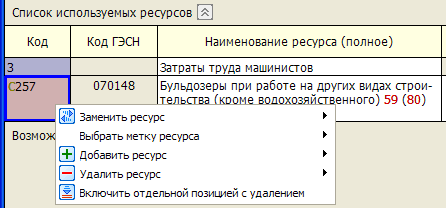 Список используемых ресурсов
Код Код ГЭСН Наименование ресурса (полное)
3 Затраты труда машинистов
С257 070148 Бульдозеры при работе на других видах строи-
тельства (кроме водохозяйственного) 59 (80)
Возмож
Заменить ресурс
Выбрать метку ресурса
Добавить ресурс
Удалить ресурс
Включить отдельной позицией с удалением